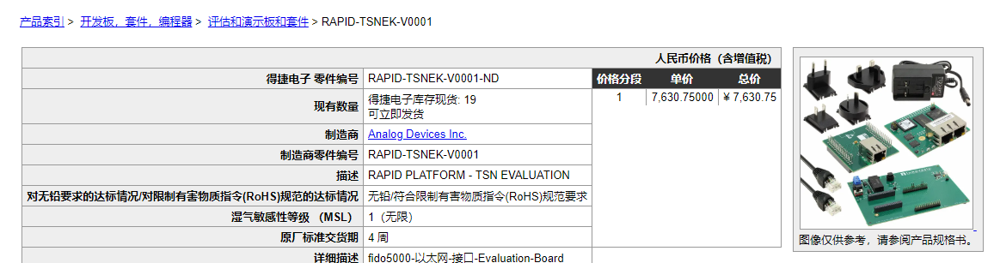 产品索引 > 开发板，套件，编程器 > 评估和演示板和套件 > RAPID-TSNEK-V0001
人民币价格（含增值税）
得捷电子 零件编号 RAPID-TSNEK-V0001-ND 价格分段 单价 总价
现有数量 得捷电子库存现货: 19 1 7,630.75000 ¥ 7,630.75
可立即发货
制造商 Analog Devices Inc.
制造商零件编号 RAPID-TSNEK-V0001
描述 RAPID PLATFORM - TSN EVALUATION
对无铅要求的达标情况/对限制有害物质指令(RoHS)规范的达标情况 无铅/符合限制有害物质指令(RoHS)规范要求
湿气敏感性等级 （MSL） 1（无限）
原厂标准交货期 4 周
详细描述 fido5000-以太网-接口-Evaluation-Board
图像仅供参考，请参阅产品规格书。